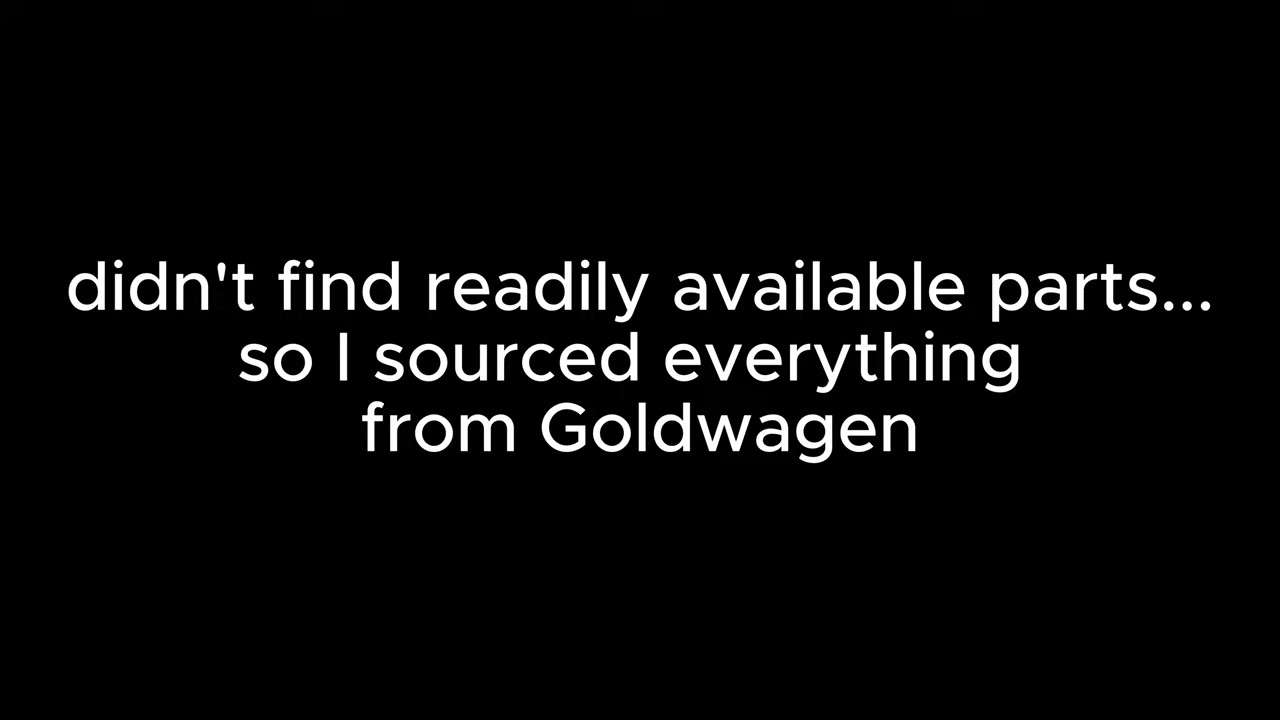 didn't find readily available parts...
so I sourced everything
from Goldwagen